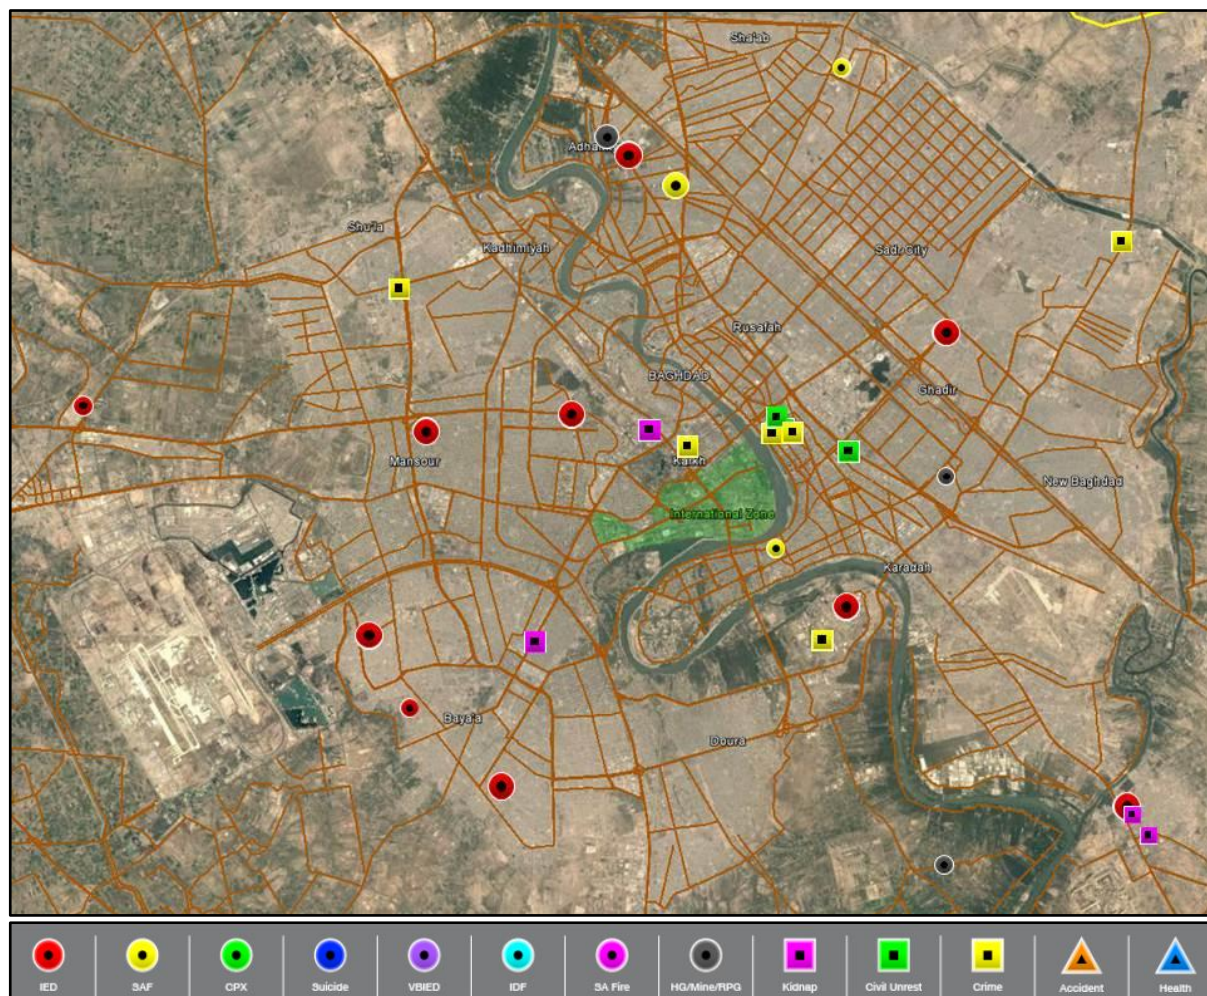 Sha'ab
Shu'la
Kadhimiyah
Sadr City
Rusafah
BAGHDAD
Ghadir
Mansour
Karkh
New Baghdad
International Zone
Karadah
Baya'a
Doura
IED
SAF
CPX
Suicide
VBIED
IDF
SA Fire
HG/Mine/RPG
Kidnap
Civil Unrest
Crime
Accident
Health